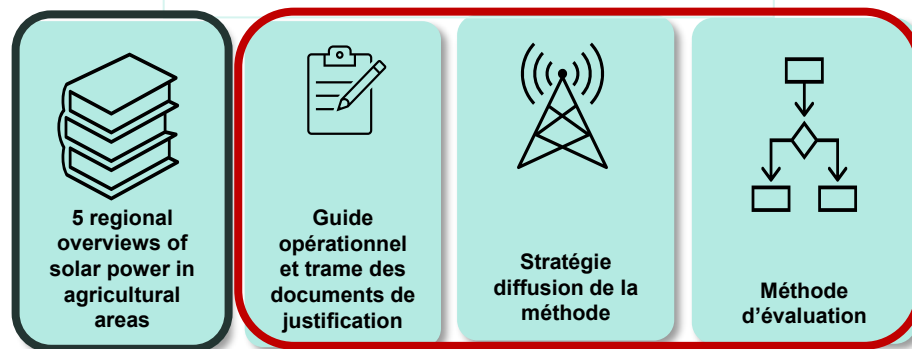 5 regional
overviews of
solar power in
agricultural
areas
Guide
opérationnel
et trame des
documents de
justification
Stratégie
diffusion de la
méthode
Méthode
d'évaluation